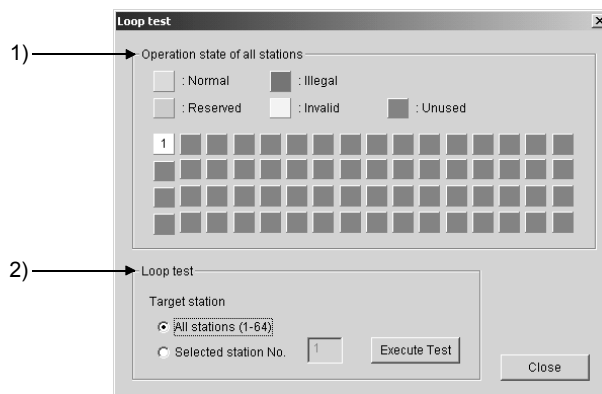 Loop test
1)
Operation state of all stations
: Normal
: Illegal
: Reserved
: Invalid
: Unused
1
2)
Loop test
Target station
All stations (1-64)
Selected station No.
1
Execute Test
Close